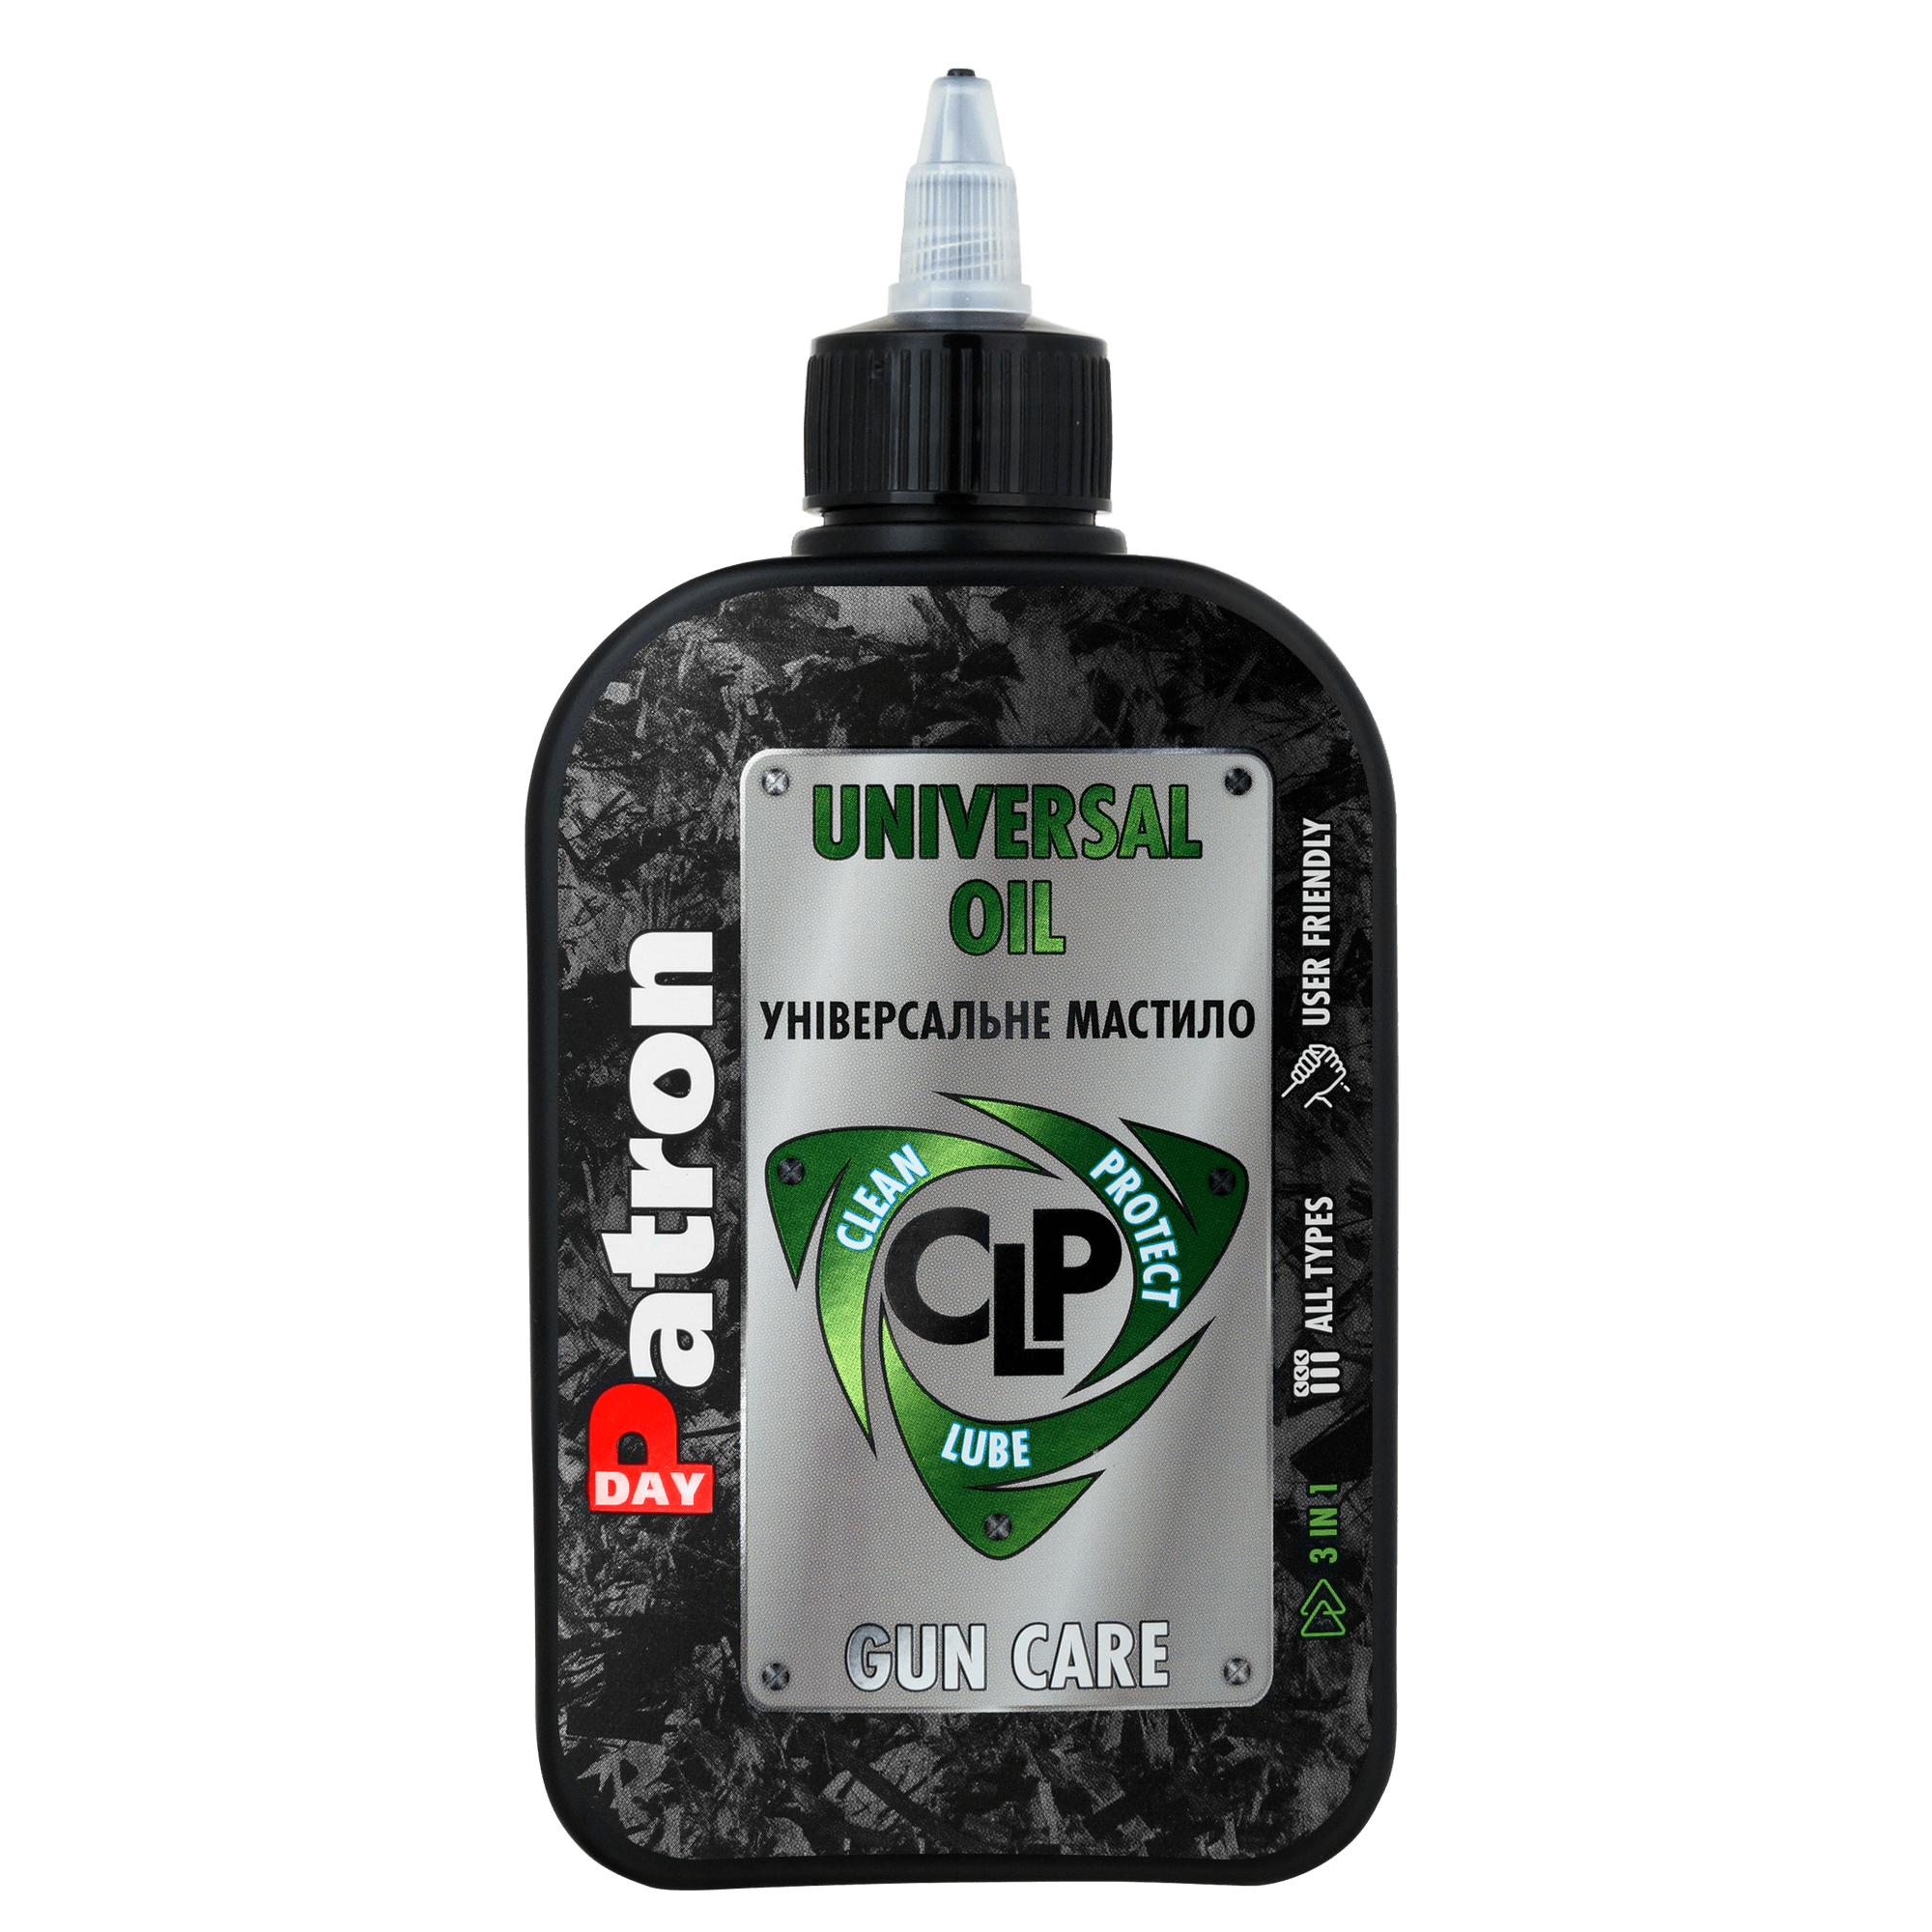 UNIVERSAL
OIL
УНІВЕРСАЛЬНЕ МАСТИЛО
CLEAN
PROTECT
CLP
LUBE
GUN CARE
Patron
DAY
USER FRIENDLY
ALL TYPES
3 IN 1